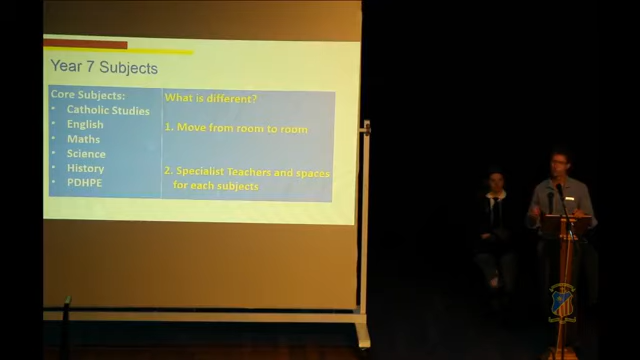 Year 7 Subjects
Core Subjects:
• Catholic Studies
• English
• Maths
• Science
• History
• PDHPE
What is different?
1. Move from room to room
2. Specialist Teachers and spaces
for each subjects